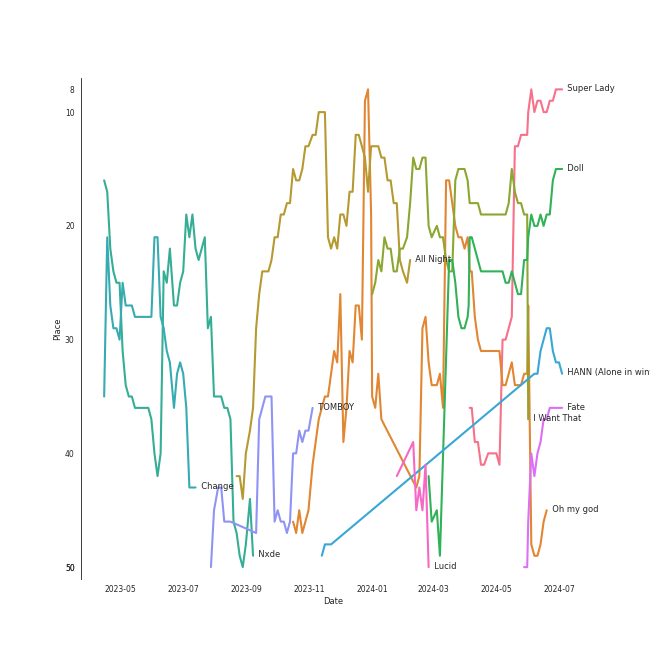 8
10
20
30
40
50
Place
2023-05
2023-07
2023-09
2023-11
2024-01
2024-03
2024-05
2024-07
Date
Super Lady
Doll
All Night
HANN (Alone in win
TOMBOY
Fate
I Want That
Change
Oh my god
Nxde
Lucid